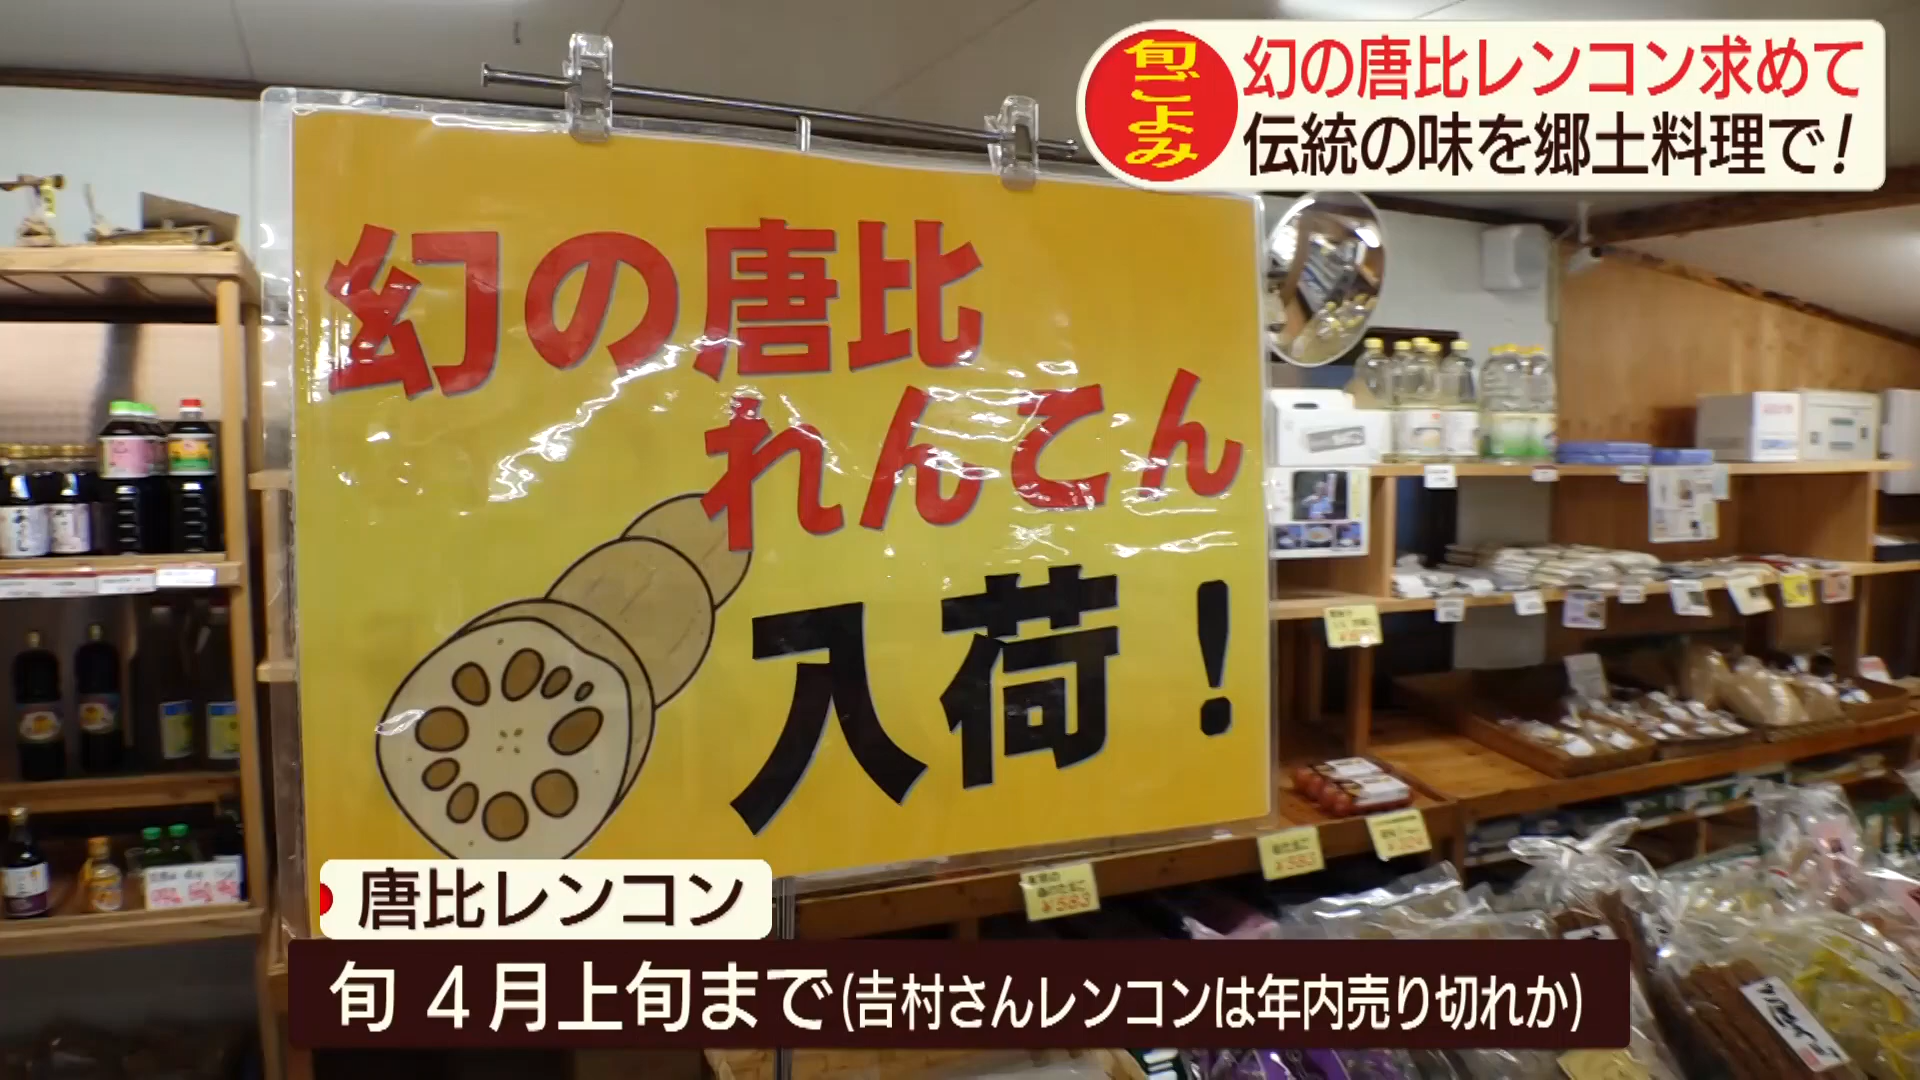 旬ごよみ
幻の唐比レンコン求めて
伝統の味を郷土料理で!
幻の唐比
れんこん
入荷!
¥583
¥583
唐比レンコン
旬 4月上旬まで(𠮷村さんレンコンは年内売り切れか)